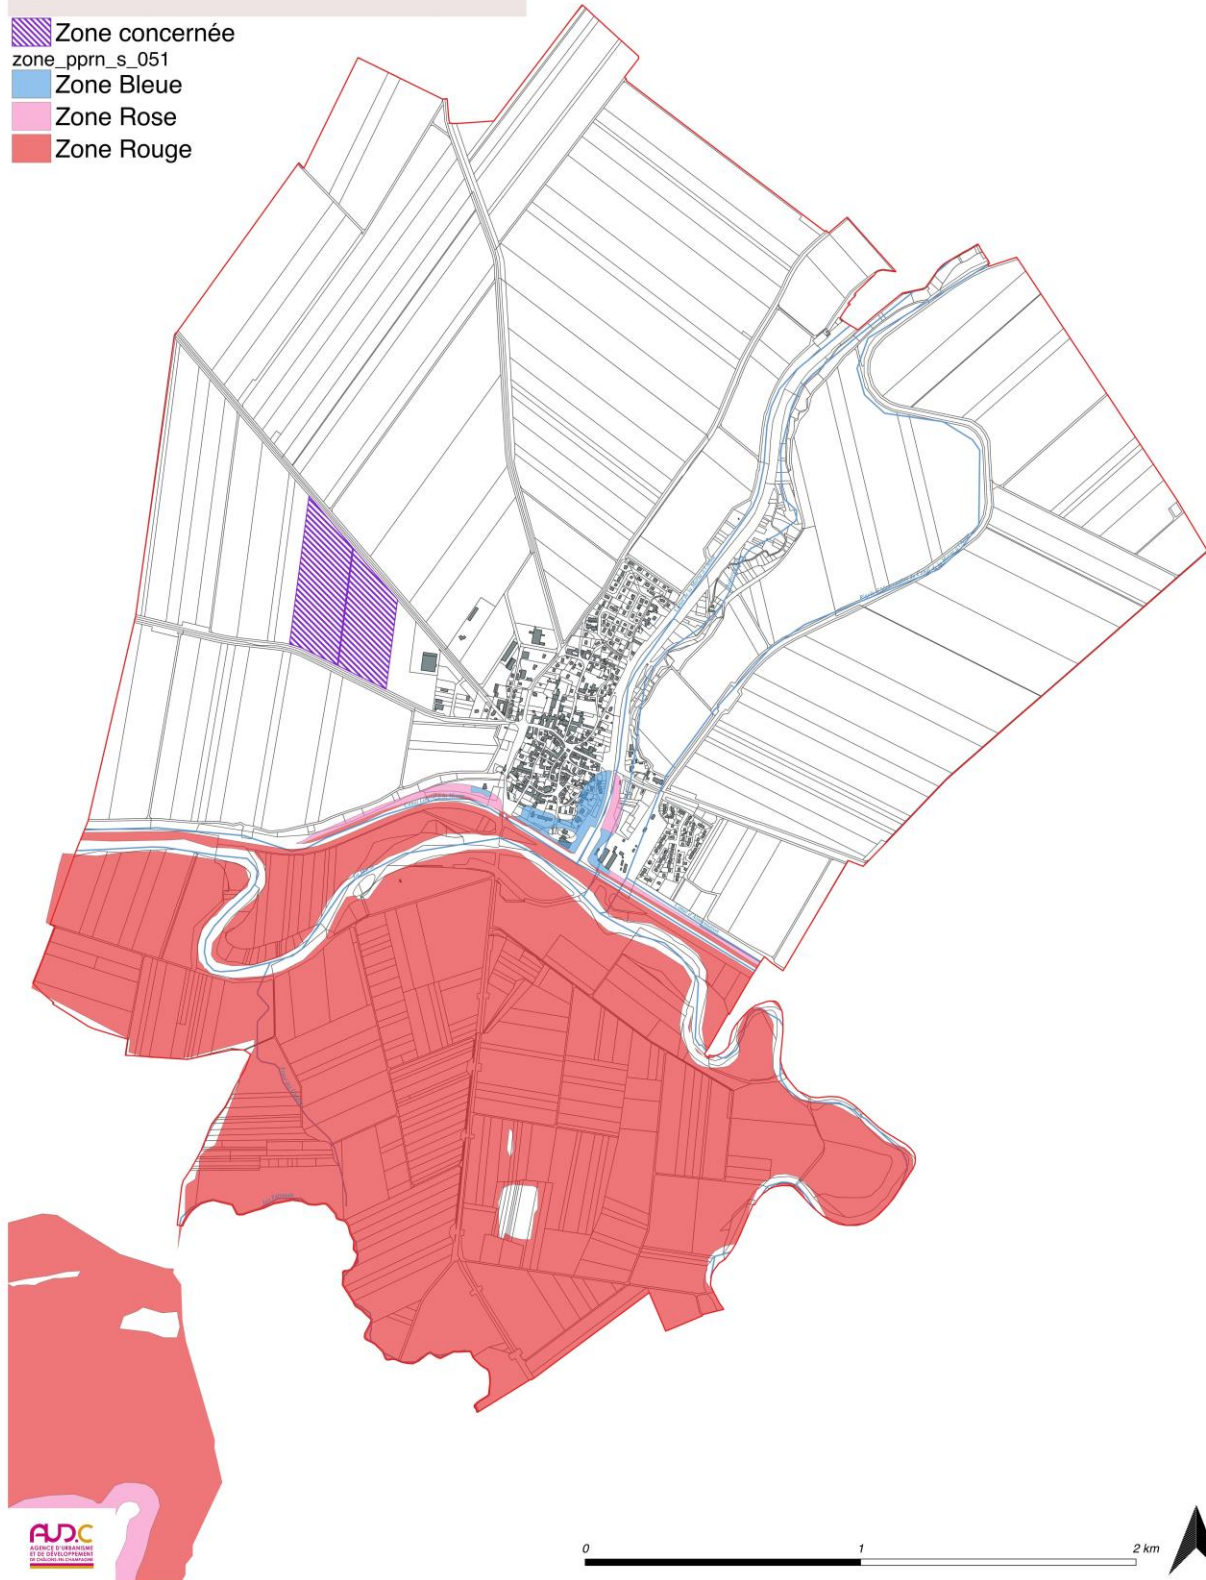 Zone concernée
zone_pprn_s_051
Zone Bleue
Zone Rose
Zone Rouge
AUD.C
AGENCE D'URBANISME
ET DE DÉVELOPPEMENT
DE CHÂLONS-EN-CHAMPAGNE
0
1
2 km